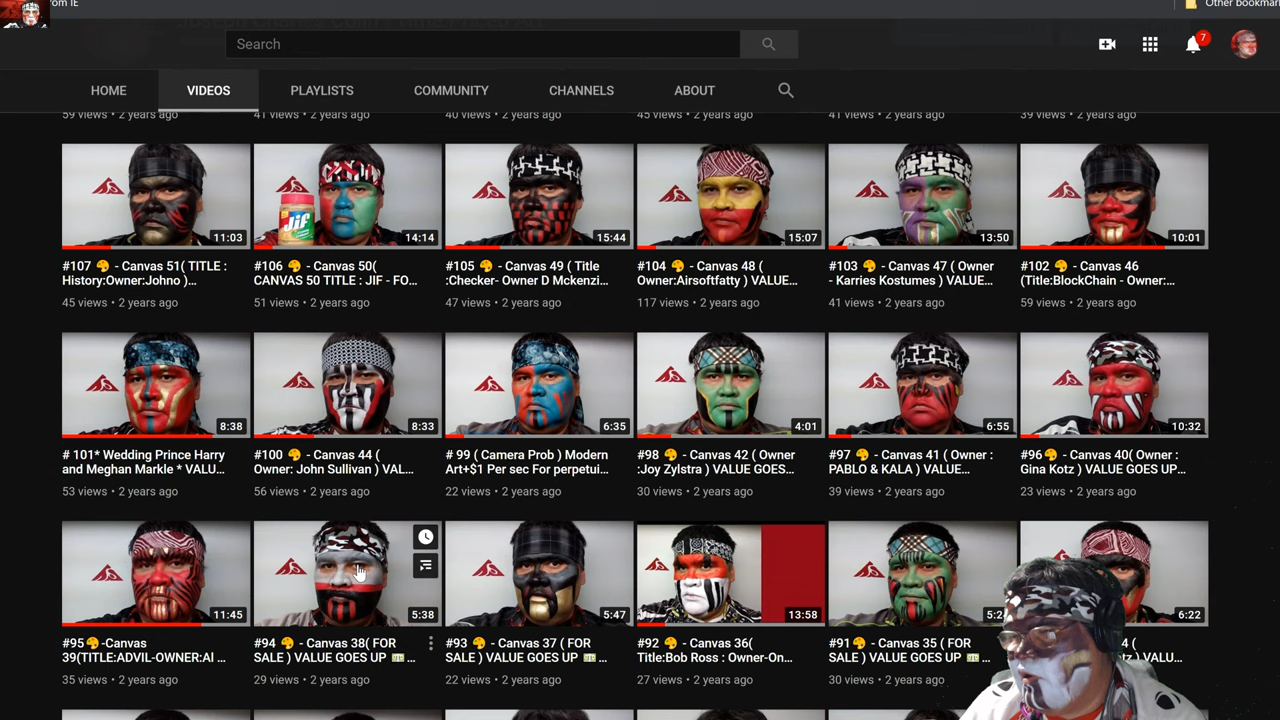 om IE
Other bookmar
Search
7
HOME
VIDEOS
PLAYLISTS
COMMUNITY
CHANNELS
ABOUT
59 views • 2 years ago
41 views • 2 years ago
40 views • 2 years ago
45 views • 2 years ago
41 views • 2 years ago
39 views • 2 years ago
11:03
JiF
14:14
15:44
15:07
13:50
10:01
#107 🎨 - Canvas 51( TITLE :
History:Owner:Johno )...
45 views • 2 years ago
#106 🎨 - Canvas 50(
CANVAS 50 TITLE : JIF - FO...
51 views • 2 years ago
#105 🎨 - Canvas 49 ( Title
:Checker- Owner D Mckenzi...
47 views • 2 years ago
#104 🎨 - Canvas 48 (
Owner:Airsoftfatty ) VALUE...
117 views • 2 years ago
#103 🎨 - Canvas 47 ( Owner
- Karries Kostumes ) VALUE...
41 views • 2 years ago
#102 🎨 - Canvas 46
(Title:BlockChain - Owner:...
59 views • 2 years ago
8:38
8:33
6:35
4:01
6:55
10:32
# 101* Wedding Prince Harry
and Meghan Markle * VALU...
53 views • 2 years ago
#100 🎨 - Canvas 44 (
Owner: John Sullivan ) VAL...
56 views • 2 years ago
# 99 ( Camera Prob ) Modern
Art+$1 Per sec For perpetui...
22 views • 2 years ago
#98 🎨 - Canvas 42 ( Owner
:Joy Zylstra ) VALUE GOES...
30 views • 2 years ago
#97 🎨 - Canvas 41 ( Owner :
PABLO & KALA ) VALUE...
39 views • 2 years ago
#96🎨 - Canvas 40( Owner :
Gina Kotz ) VALUE GOES UP...
23 views • 2 years ago
11:45
5:38
5:47
13:58
5:2
6:22
#95🎨-Canvas
39(TITLE:ADVIL-OWNER:AI ...
35 views • 2 years ago
#94 🎨 - Canvas 38( FOR
SALE ) VALUE GOES UP 💵...
29 views • 2 years ago
#93 🎨 - Canvas 37 ( FOR
SALE ) VALUE GOES UP 💵...
22 views • 2 years ago
#92 🎨 - Canvas 36(
Title:Bob Ross : Owner-On...
27 views • 2 years ago
#91 🎨 - Canvas 35 ( FOR
SALE ) VALUE GOES UP 💵...
30 views • 2 years ago
4 (
tz ) VALU...
2 years ago